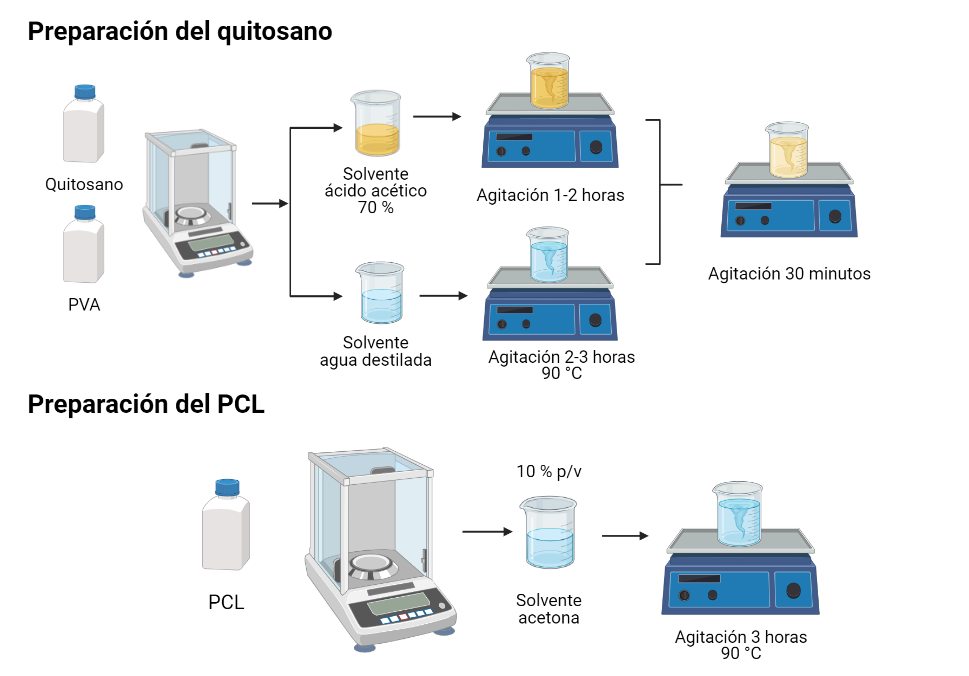 Preparación del quitosano
Quitosano
PVA
Solvente
ácido acético
70 %
Agitación 1-2 horas
Solvente
agua destilada
Agitación 2-3 horas
90 °C
Agitación 30 minutos
Preparación del PCL
PCL
10 % p/v
Solvente
acetona
Agitación 3 horas
90 °C